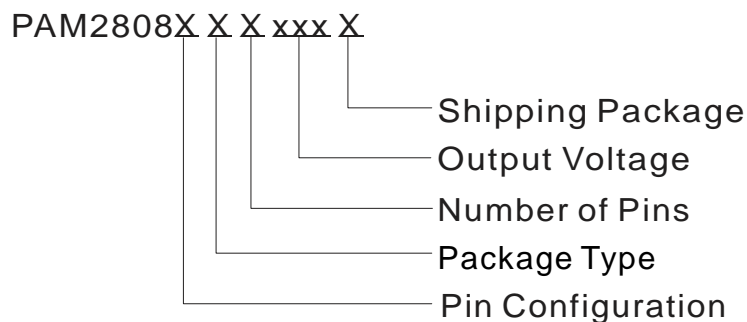 PAM2808X X X xxx X
Shipping Package
Output Voltage
Number of Pins
Package Type
Pin Configuration